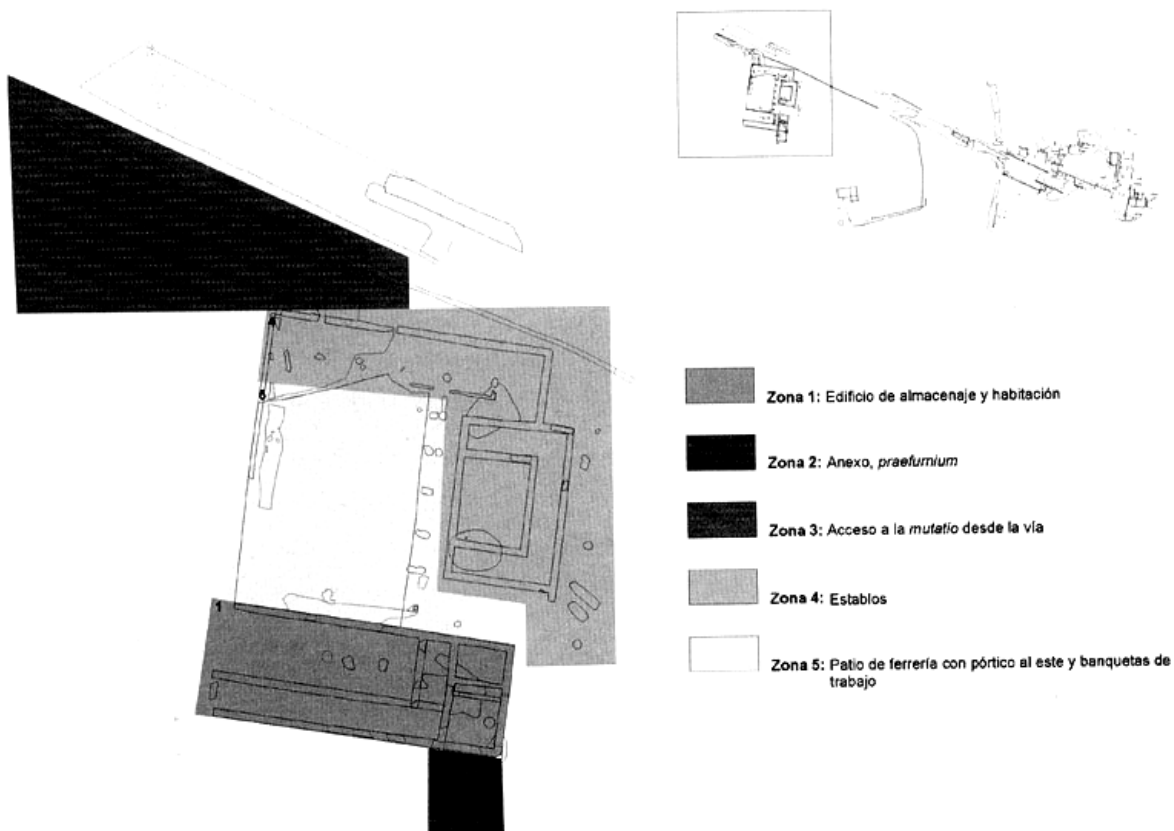 Zona 1: Edificio de almacenaje y habitación
Zona 2: Anexo, praefurnium
Zona 3: Acceso a la mutatio desde la vía
Zona 4: Establos
Zona 5: Patio de ferrería con pórtico al este y banquetas de
trabajo
1